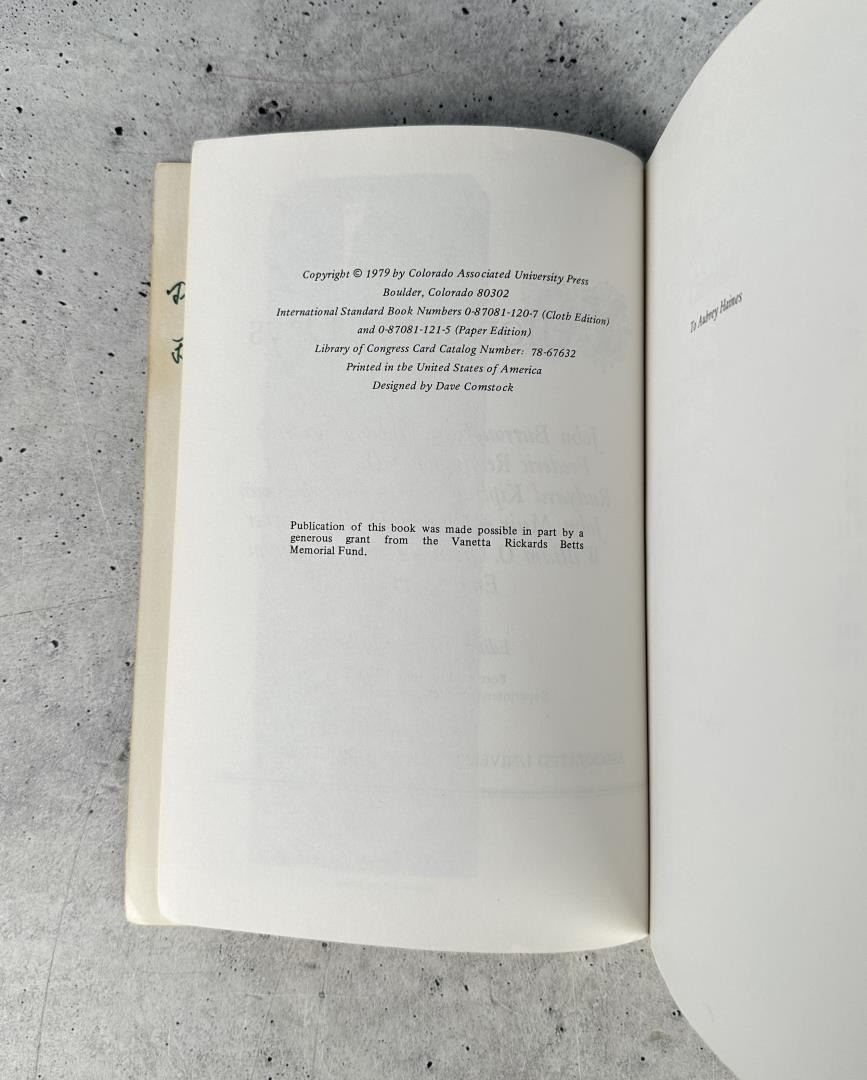 Copyright © 1979 by Colorado Associated University Press
Boulder, Colorado 80302
International Standard Book Numbers 0-87081-120-7 (Cloth Edition)
and 0-87081-121-5 (Paper Edition)
Library of Congress Card Catalog Number: 78-67632
Printed in the United States of America
Designed by Dave Comstock
Publication of this book was made possible in part by a
generous grant from the Vanetta Rickards Betts
Memorial Fund.
To Aubrey Haines